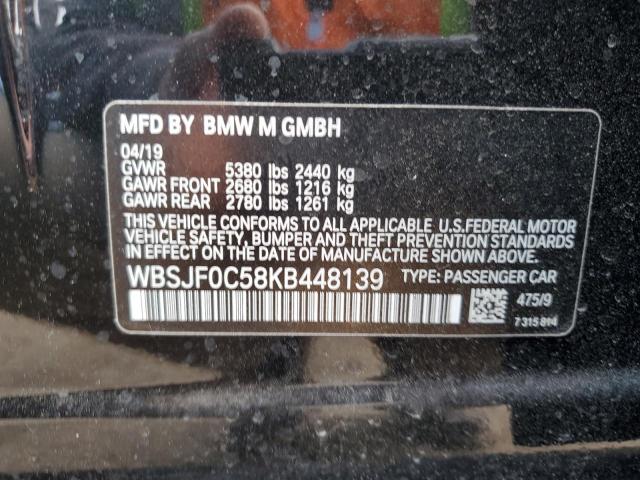 MFD BY BMW M GMBH
04/19
GVWR 5380 lbs 2440 kg
GAWR FRONT 2680 lbs 1216 kg
GAWR REAR 2780 lbs 1261 kg
THIS VEHICLE CONFORMS TO ALL APPLICABLE U.S.FEDERAL MOTOR
VEHICLE SAFETY, BUMPER AND THEFT PREVENTION STANDARDS
IN EFFECT ON THE DATE OF MANUFACTURE SHOWN ABOVE.
WBSJF0C58KB448139 TYPE: PASSENGER CAR
475/9
7 315 814